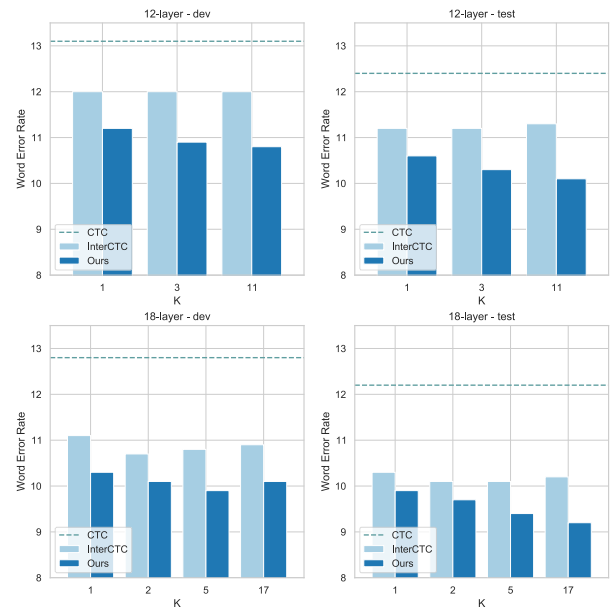 12-layer - dev
Word Error Rate
13
12
11
10
9
8
CTC
InterCTC
Ours
1 3 11
K
12-layer - test
Word Error Rate
13
12
11
10
9
8
CTC
InterCTC
Ours
1 3 11
K
18-layer - dev
Word Error Rate
13
12
11
10
9
8
CTC
InterCTC
Ours
1 2 5 17
K
18-layer - test
Word Error Rate
13
12
11
10
9
8
CTC
InterCTC
Ours
1 2 5 17
K